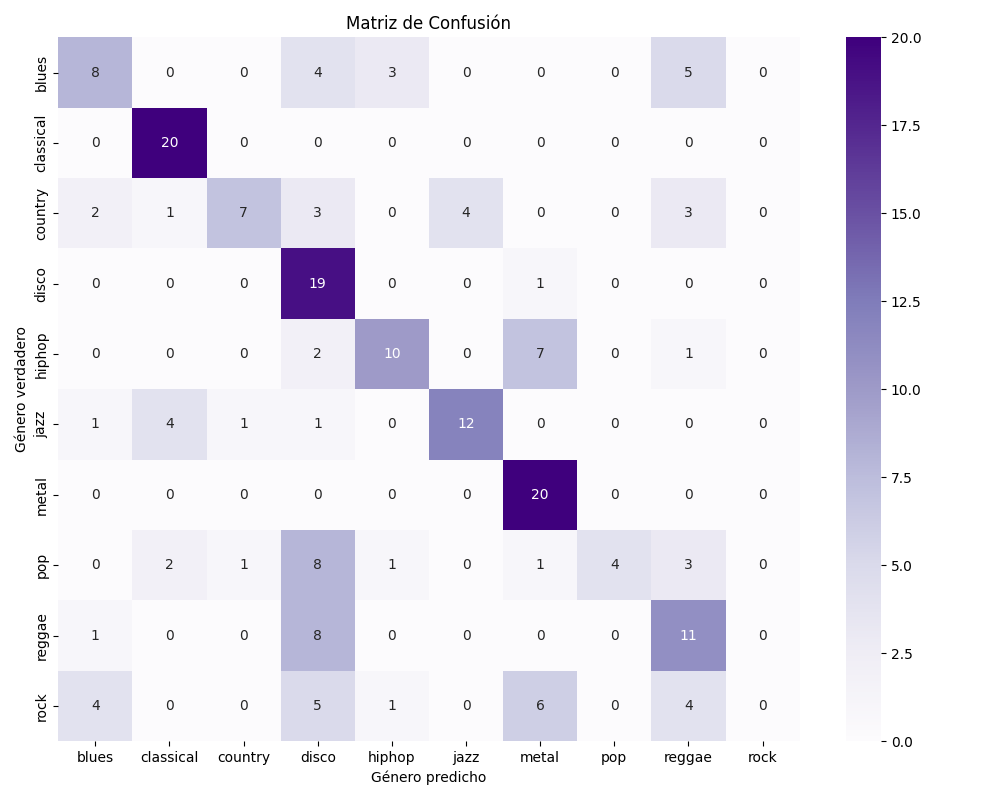 Matriz de Confusión
Género verdadero
blues 8 0 0 4 3 0 0 0 5 0
classical 0 20 0 0 0 0 0 0 0 0
country 2 1 7 3 0 4 0 0 3 0
disco 0 0 0 19 0 0 1 0 0 0
hiphop 0 0 0 2 10 0 7 0 1 0
jazz 1 4 1 1 0 12 0 0 0 0
metal 0 0 0 0 0 0 20 0 0 0
pop 0 2 1 8 1 0 1 4 3 0
reggae 1 0 0 8 0 0 0 0 11 0
rock 4 0 0 5 1 0 6 0 4 0
blues classical country disco hiphop jazz metal pop reggae rock
Género predicho
20.0
17.5
15.0
12.5
10.0
7.5
5.0
2.5
0.0